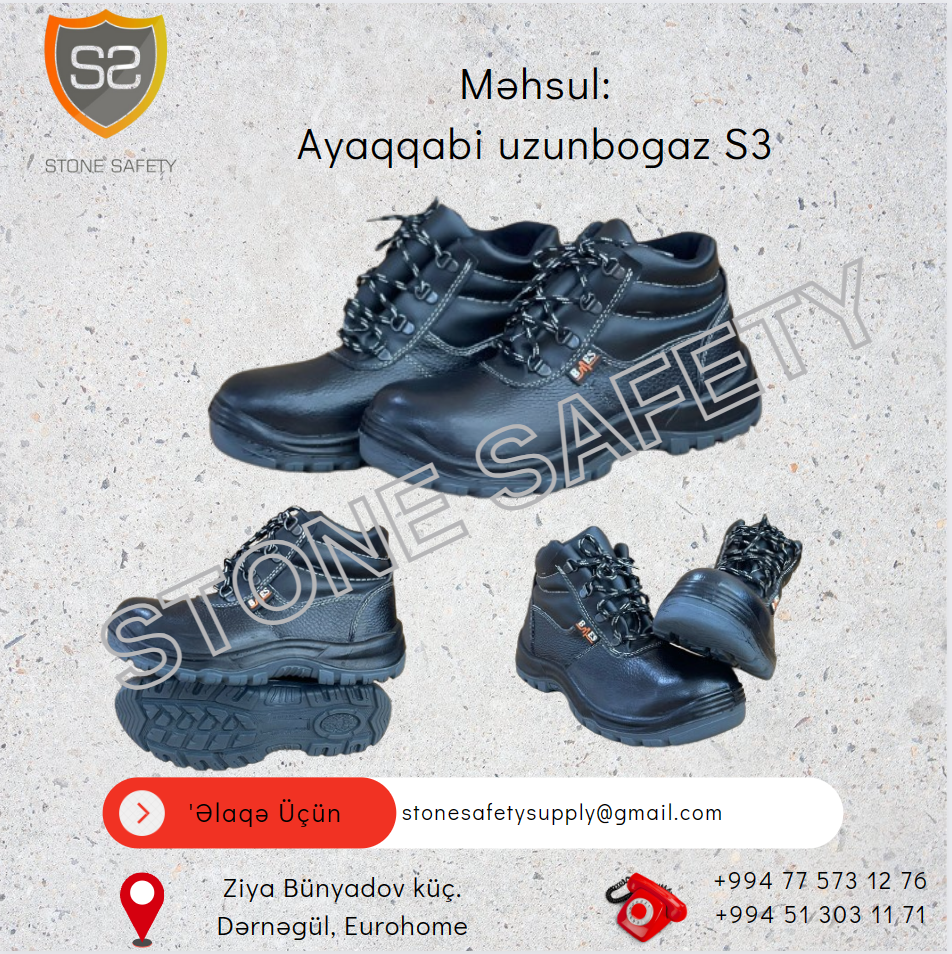 SS
STONE SAFETY
Məhsul:
Ayaqqabi uzunbogaz S3
STONE SAFETY
'Əlaqə Üçün
stonesafetysupply@gmail.com
Ziya Bünyadov küç.
Dərnəgül, Eurohome
+994 77 573 12 76
+994 51 303 11 71